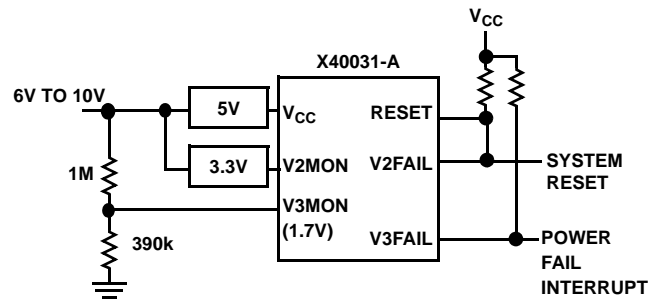 V_CC
X40031-A
6V TO 10V
5V
V_CC
RESET
3.3V
V2MON
V2FAIL
SYSTEM
RESET
1M
V3MON
(1.7V)
390k
V3FAIL
POWER
FAIL
INTERRUPT